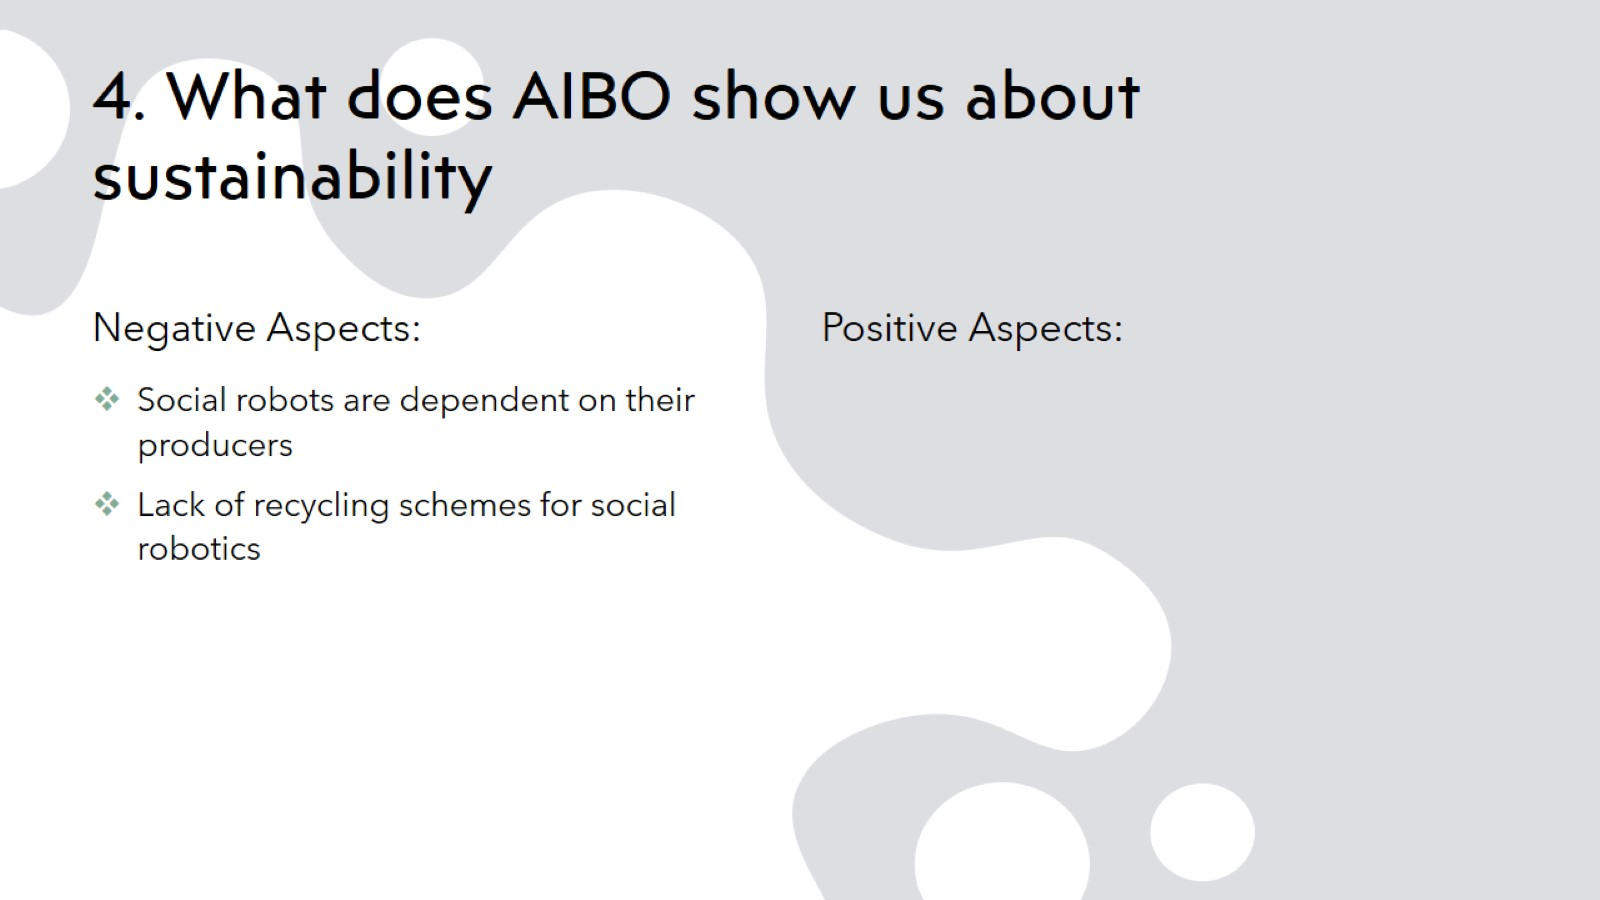 4. What does AIBO show us about
sustainability
Negative Aspects:
❖ Social robots are dependent on their
producers
❖ Lack of recycling schemes for social
robotics
Positive Aspects: